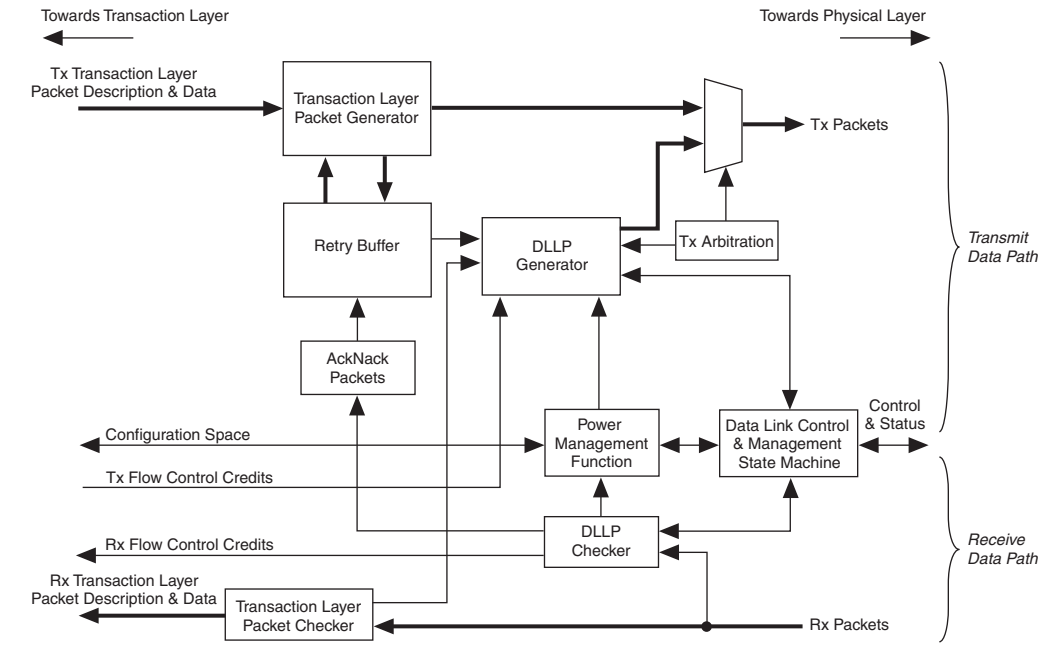 Towards Transaction Layer
Towards Physical Layer
Tx Transaction Layer
Packet Description & Data
Transaction Layer
Packet Generator
Tx Packets
Retry Buffer
DLLP
Generator
Tx Arbitration
Transmit
Data Path
AckNack
Packets
Configuration Space
Power
Management
Function
Data Link Control
& Management
State Machine
Control
& Status
Tx Flow Control Credits
DLLP
Checker
Rx Flow Control Credits
Receive
Data Path
Rx Transaction Layer
Packet Description & Data
Transaction Layer
Packet Checker
Rx Packets